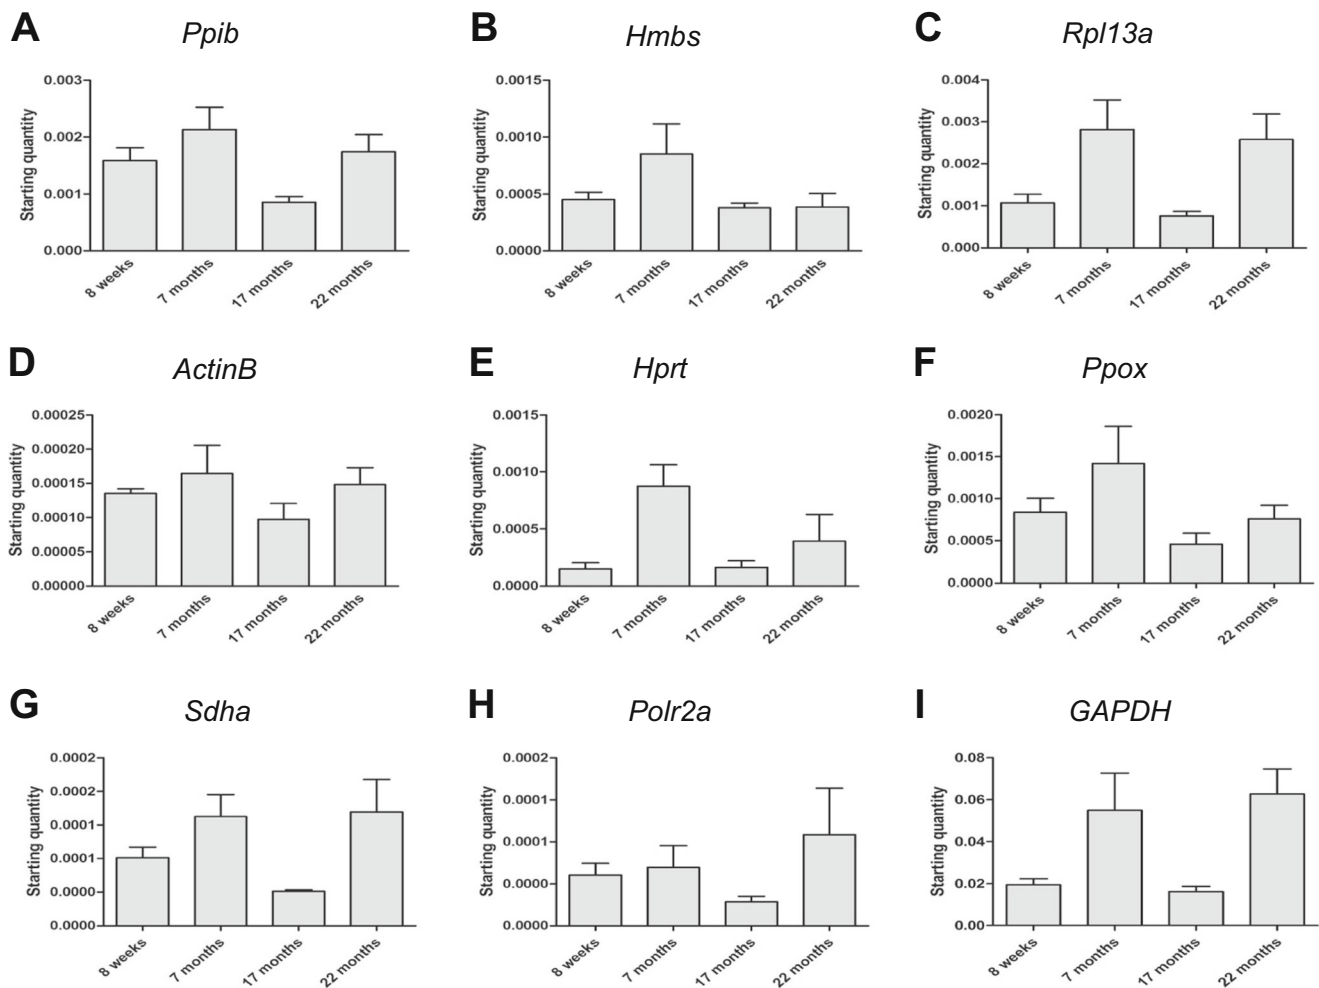 A Ppib
B Hmbs
C Rpl13a
Starting quantity
0.003
0.002
0.001
0.000
8 weeks
7 months
17 months
22 months
Starting quantity
0.0015
0.0010
0.0005
0.0000
8 weeks
7 months
17 months
22 months
Starting quantity
0.004
0.003
0.002
0.001
0.000
8 weeks
7 months
17 months
22 months
D ActinB
E Hprt
F Ppox
Starting quantity
0.00025
0.00020
0.00015
0.00010
0.00005
0.00000
8 weeks
7 months
17 months
22 months
Starting quantity
0.0015
0.0010
0.0005
0.0000
8 weeks
7 months
17 months
22 months
Starting quantity
0.0020
0.0015
0.0010
0.0005
0.0000
8 weeks
7 months
17 months
22 months
G Sdha
H Polr2a
I GAPDH
Starting quantity
0.0002
0.0002
0.0001
0.0001
0.0000
0.0000
8 weeks
7 months
17 months
22 months
Starting quantity
0.0002
0.0001
0.0001
0.0000
0.0000
8 weeks
7 months
17 months
22 months
Starting quantity
0.08
0.06
0.04
0.02
0.00
8 weeks
7 months
17 months
22 months